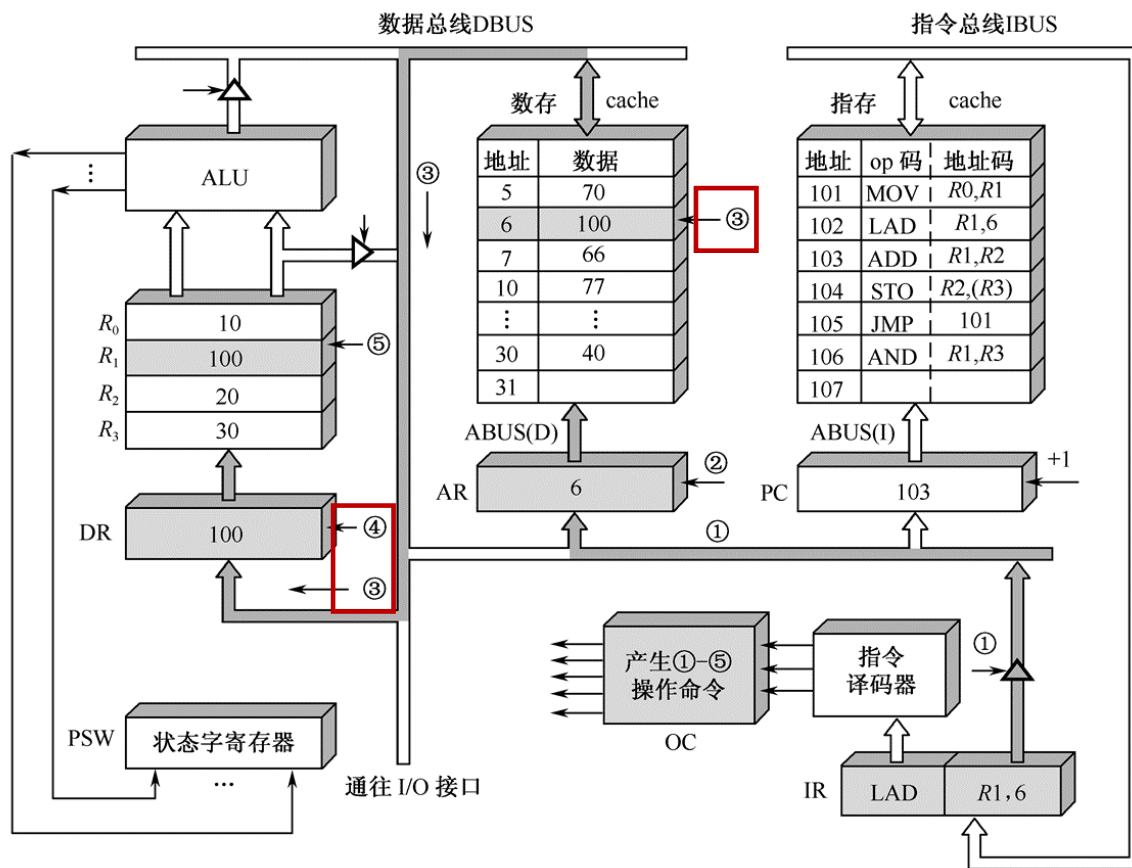 数据总线DBUS
指令总线IBUS
数存 cache
指存 cache
ALU
⋮
③
地址 数据
5 70
6 100
7 66
10 77
⋮ ⋮
30 40
31
③
地址 op 码 地址码
101 MOV R0,R1
102 LAD R1,6
103 ADD R1,R2
104 STO R2,(R3)
105 JMP 101
106 AND R1,R3
107
R₀ 10
R₁ 100 ⑤
R₂ 20
R₃ 30
ABUS(D)
ABUS(I)
AR 6 ②
PC 103 +1
DR 100 ④
③
①
产生①-⑤
操作命令
OC
指令
译码器
①
PSW 状态字寄存器
...
通往 I/O 接口
IR LAD R1,6